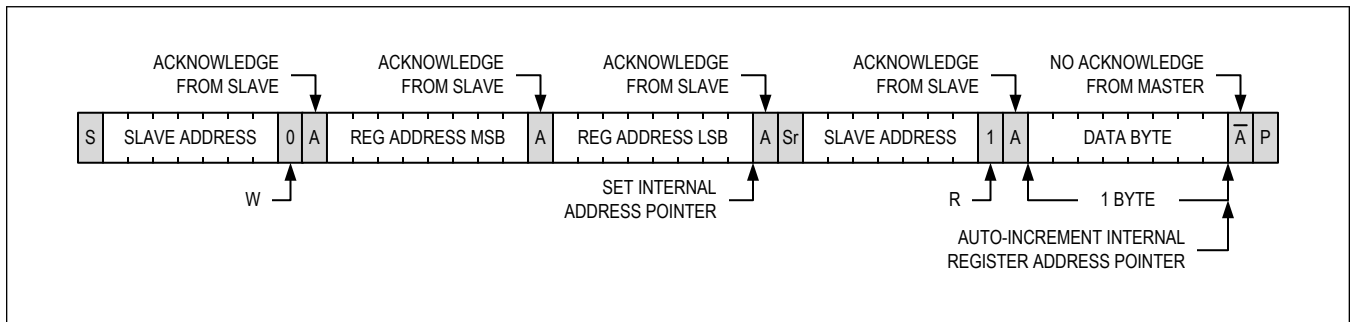 ACKNOWLEDGE
FROM SLAVE
ACKNOWLEDGE
FROM SLAVE
ACKNOWLEDGE
FROM SLAVE
ACKNOWLEDGE
FROM SLAVE
NO ACKNOWLEDGE
FROM MASTER
S SLAVE ADDRESS 0 A REG ADDRESS MSB A REG ADDRESS LSB A Sr SLAVE ADDRESS 1 A DATA BYTE A̅ P
W
SET INTERNAL
ADDRESS POINTER
R
1 BYTE
AUTO-INCREMENT INTERNAL
REGISTER ADDRESS POINTER